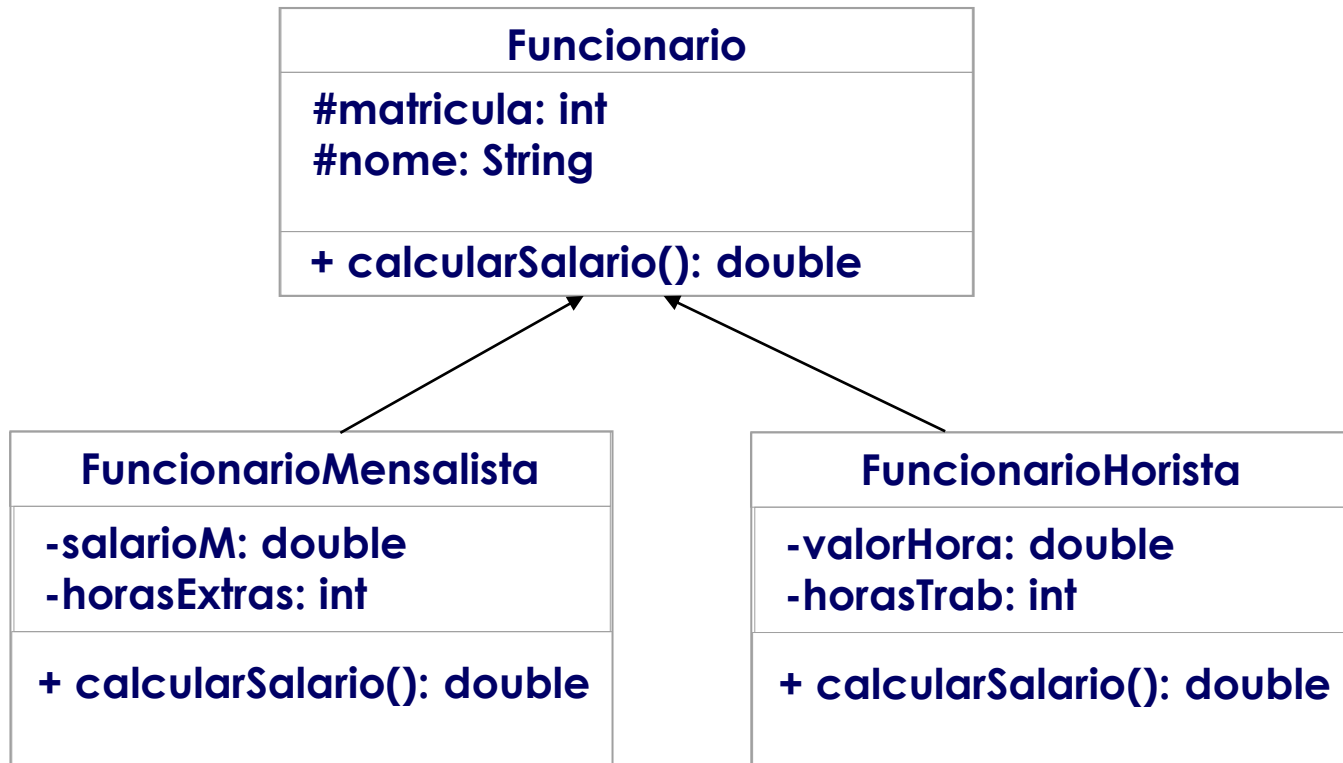 Funcionario
#matricula: int
#nome: String
+ calcularSalario(): double
FuncionarioMensalista
-salarioM: double
-horasExtras: int
+ calcularSalario(): double
FuncionarioHorista
-valorHora: double
-horasTrab: int
+ calcularSalario(): double